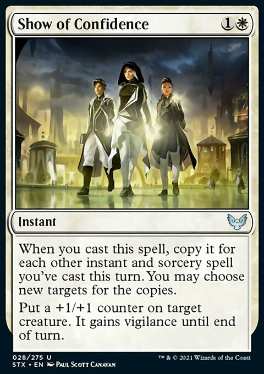 Show of Confidence 1
Instant
When you cast this spell, copy it for
each other instant and sorcery spell
you've cast this turn. You may choose
new targets for the copies.
Put a +1/+1 counter on target
creature. It gains vigilance until
end of turn.
028/275 U
STX • EN Paul Scott Canavan
™ & © 2021 Wizards of the Coast